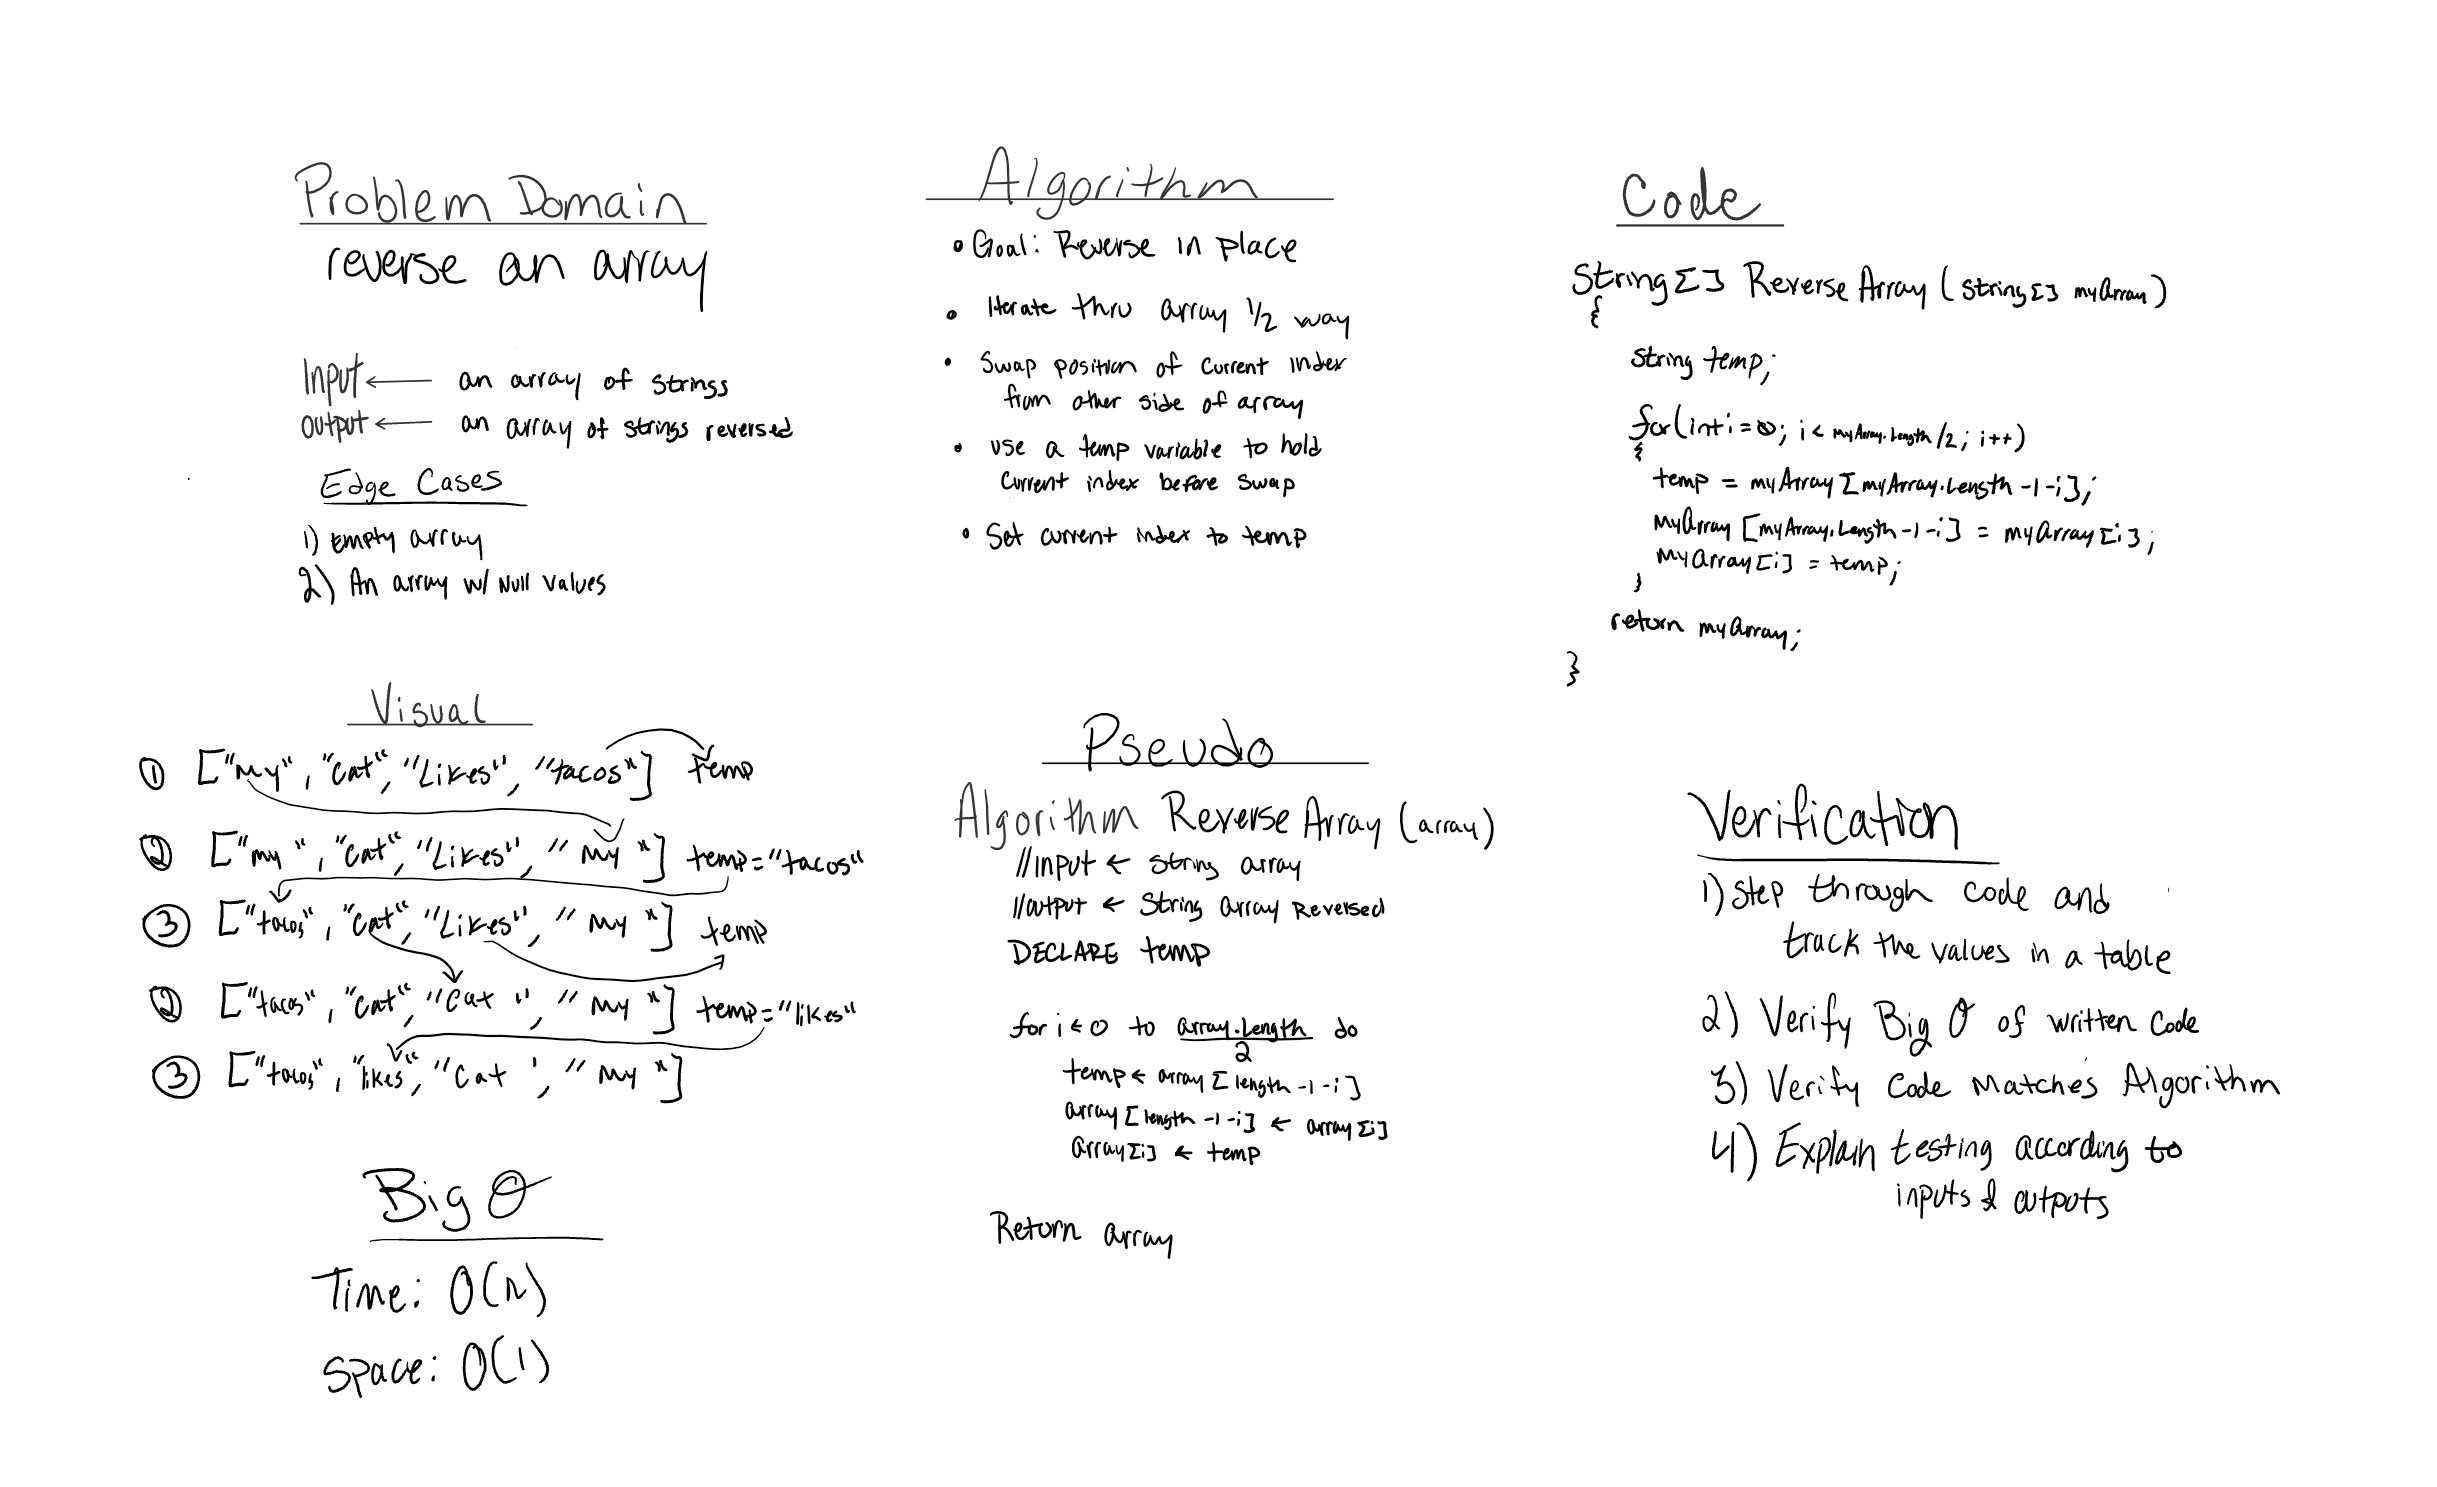 Problem Domain
reverse an array
Input ← an array of strings
output ← an array of strings reversed
Edge Cases
1) Empty array
2) An array w/ Null values
Visual
① ["My", "Cat", "Likes", "tacos"] temp
② ["my", "Cat", "Likes", "My"] temp="tacos"
③ ["tacos", "Cat", "Likes", "My"] temp
② ["tacos", "Cat", "Cat", "My"] temp="likes"
③ ["tacos", "likes", "Cat", "My"]
Big O
Time: O(n)
Space: O(1)
Algorithm
• Goal: Reverse in place
• Iterate thru array 1/2 way
• Swap position of current index
from other side of array
• use a temp variable to hold
current index before swap
• Set current index to temp
Pseudo
Algorithm ReverseArray (array)
//input ← string array
//output ← string array Reversed
DECLARE temp
for i ← 0 to array.Length do
2
temp ← array [length -1 -i]
array [length -1 -i] ← array[i]
array[i] ← temp
Return array
Code
String[] ReverseArray (string[] myArray)
{
string temp;
for(int i=0; i < myArray.Length/2; i++)
{
temp = myArray [myArray.Length -1-i];
myArray [myArray.Length-1-i] = myArray[i];
myArray[i] = temp;
}
return myArray;
}
Verification
1) Step through code and
track the values in a table
2) Verify Big O of written code
3) Verify code matches Algorithm
4) Explain testing according to
inputs & outputs